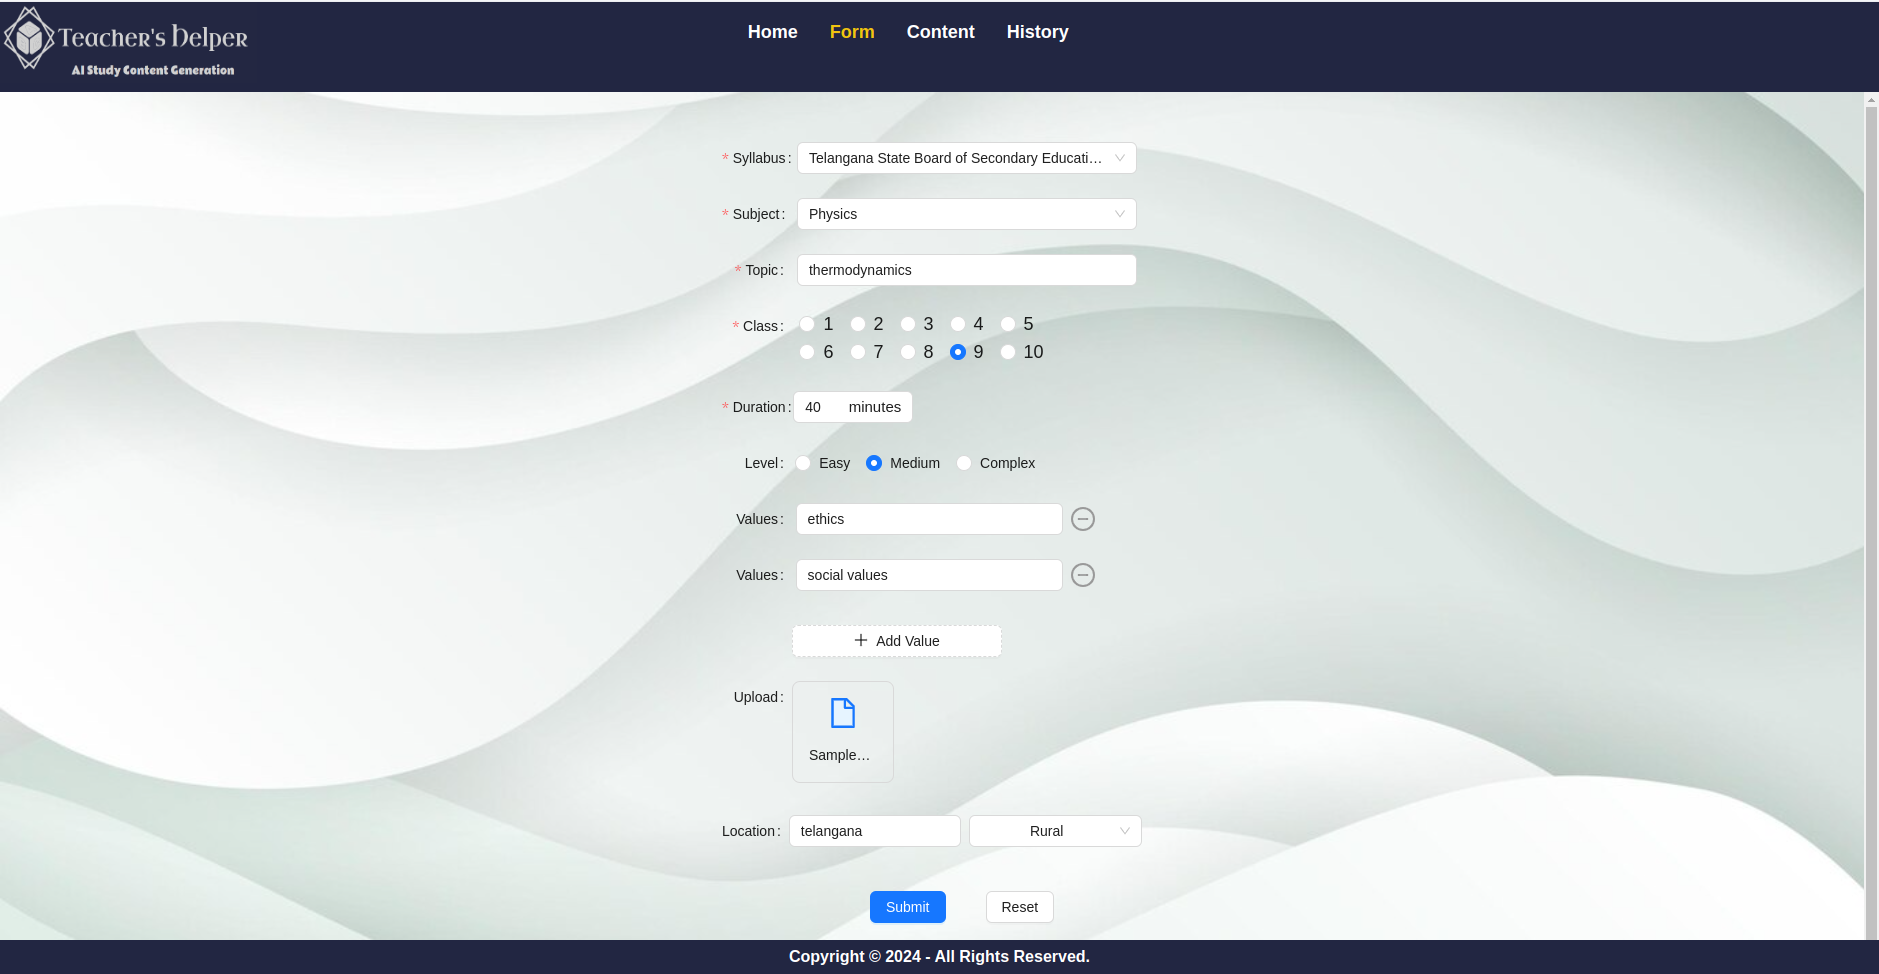 Teacher's Helper
AI Study Content Generation
Home Form Content History
* Syllabus: Telangana State Board of Secondary Educati…
* Subject: Physics
* Topic: thermodynamics
* Class: 1 2 3 4 5
6 7 8 9 10
* Duration: 40 minutes
Level: Easy Medium Complex
Values: ethics
Values: social values
+ Add Value
Upload:
Sample…
Location: telangana Rural
Submit Reset
Copyright © 2024 - All Rights Reserved.